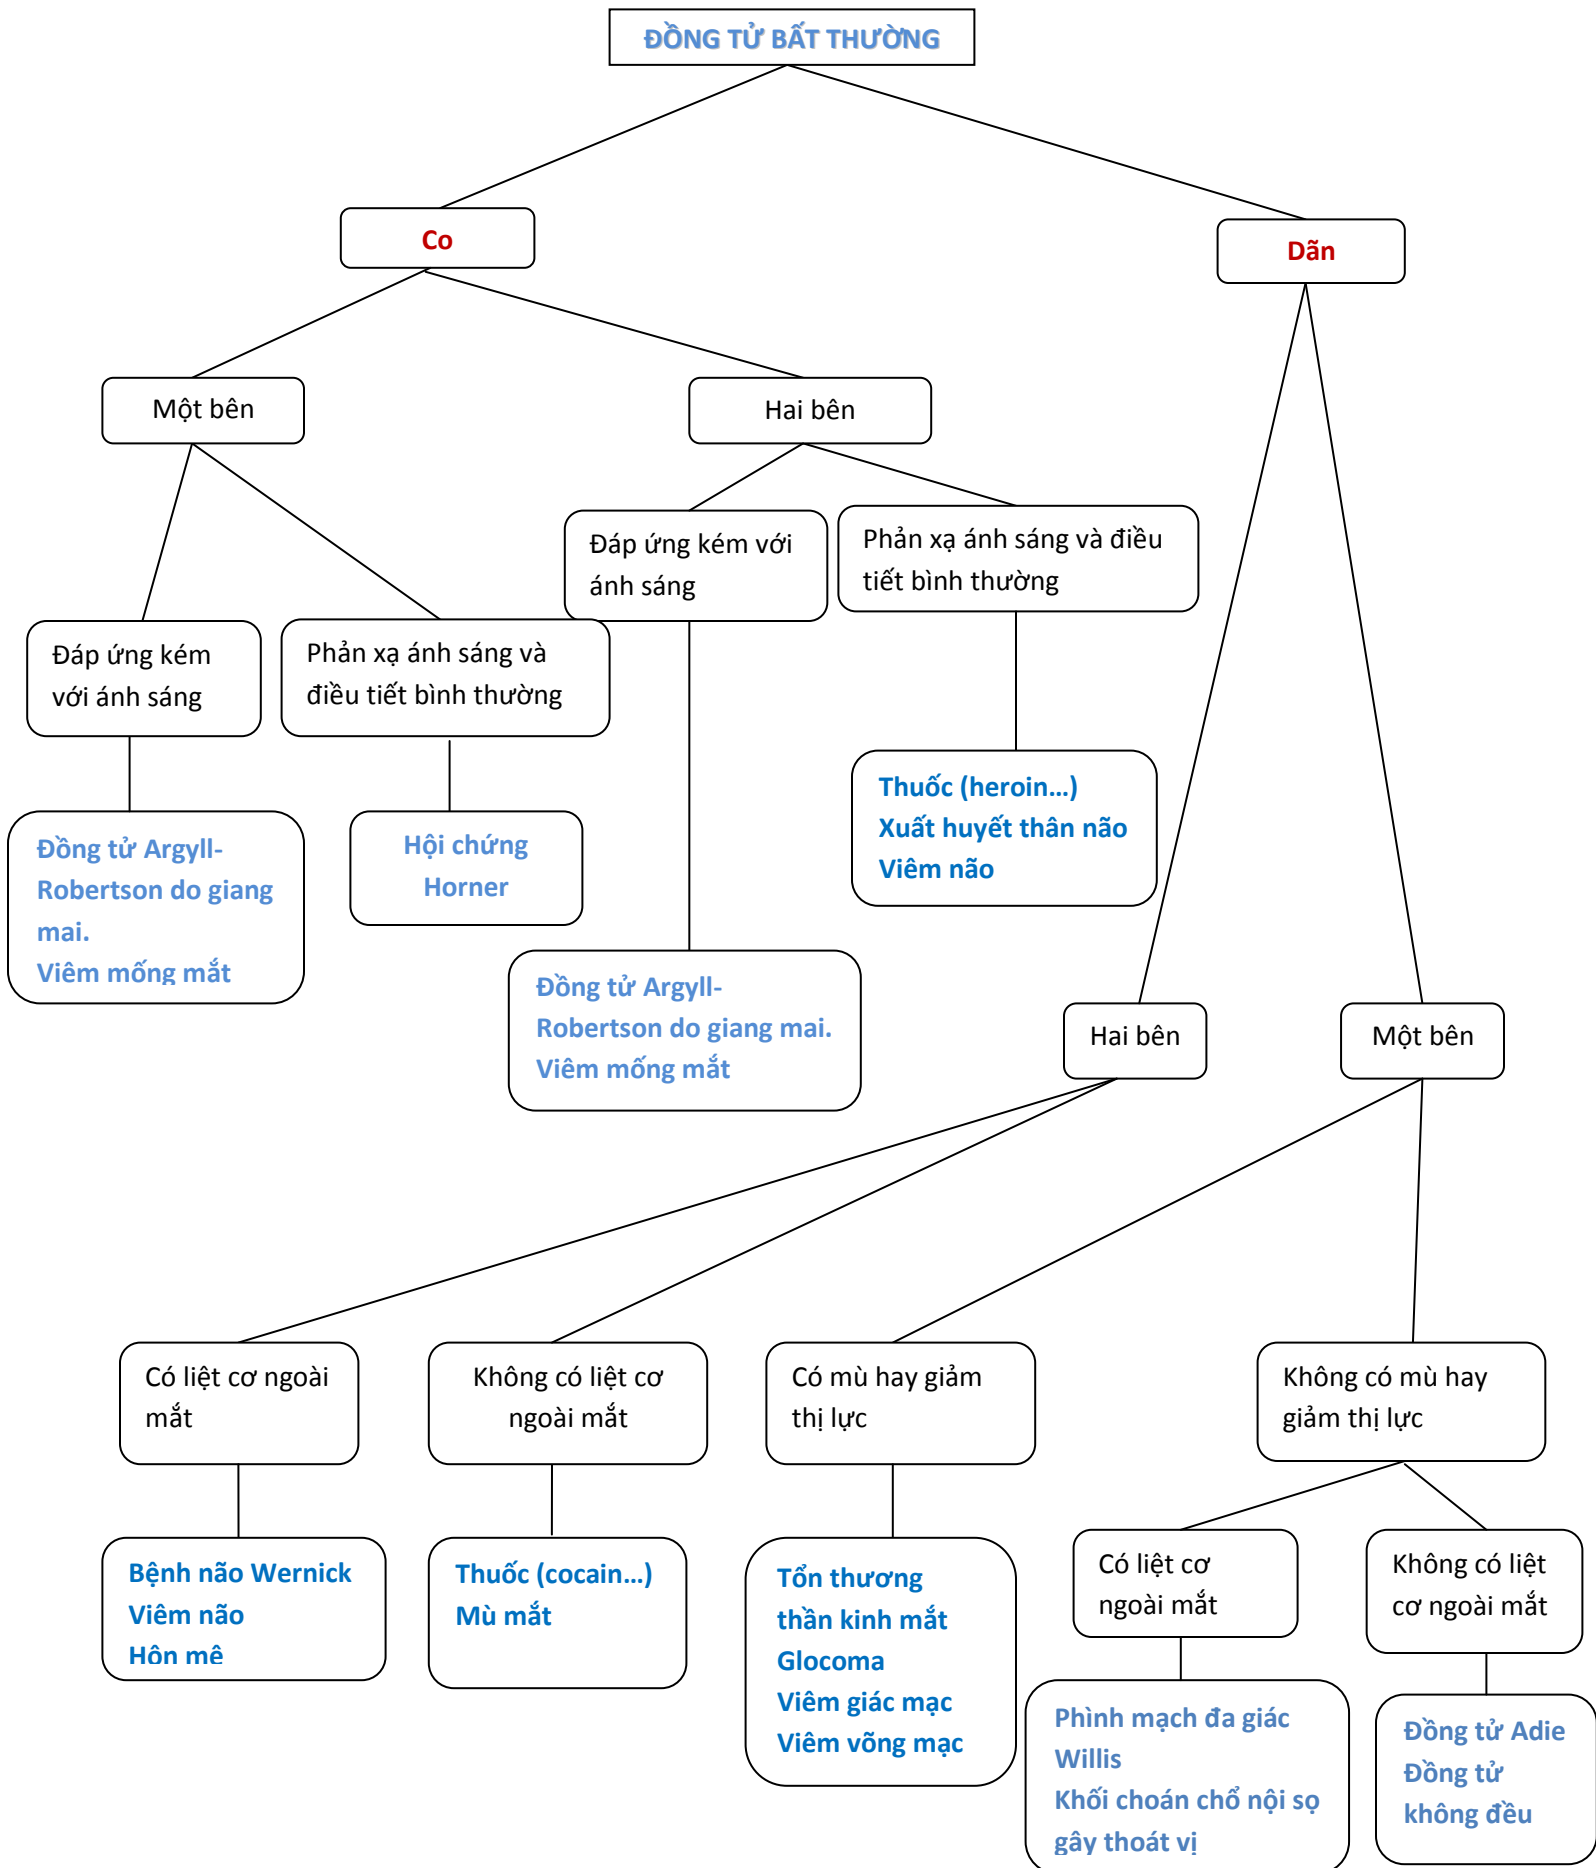 ĐỒNG TỬ BẤT THƯỜNG
Co
Dãn
Một bên
Hai bên
Đáp ứng kém với
ánh sáng
Phản xạ ánh sáng và điều
tiết bình thường
Đáp ứng kém
với ánh sáng
Phản xạ ánh sáng và
điều tiết bình thường
Thuốc (heroin...)
Xuất huyết thân não
Viêm não
Đồng tử Argyll-
Robertson do giang
mai.
Viêm mống mắt
Hội chứng
Horner
Đồng tử Argyll-
Robertson do giang mai.
Viêm mống mắt
Hai bên
Một bên
Có liệt cơ ngoài
mắt
Không có liệt cơ
ngoài mắt
Có mù hay giảm
thị lực
Không có mù hay
giảm thị lực
Bệnh não Wernick
Viêm não
Hôn mê
Thuốc (cocain...)
Mù mắt
Tổn thương
thần kinh mắt
Glocoma
Viêm giác mạc
Viêm võng mạc
Có liệt cơ
ngoài mắt
Không có liệt
cơ ngoài mắt
Phình mạch đa giác
Willis
Khối choán chổ nội sọ
gây thoát vị
Đồng tử Adie
Đồng tử
không đều